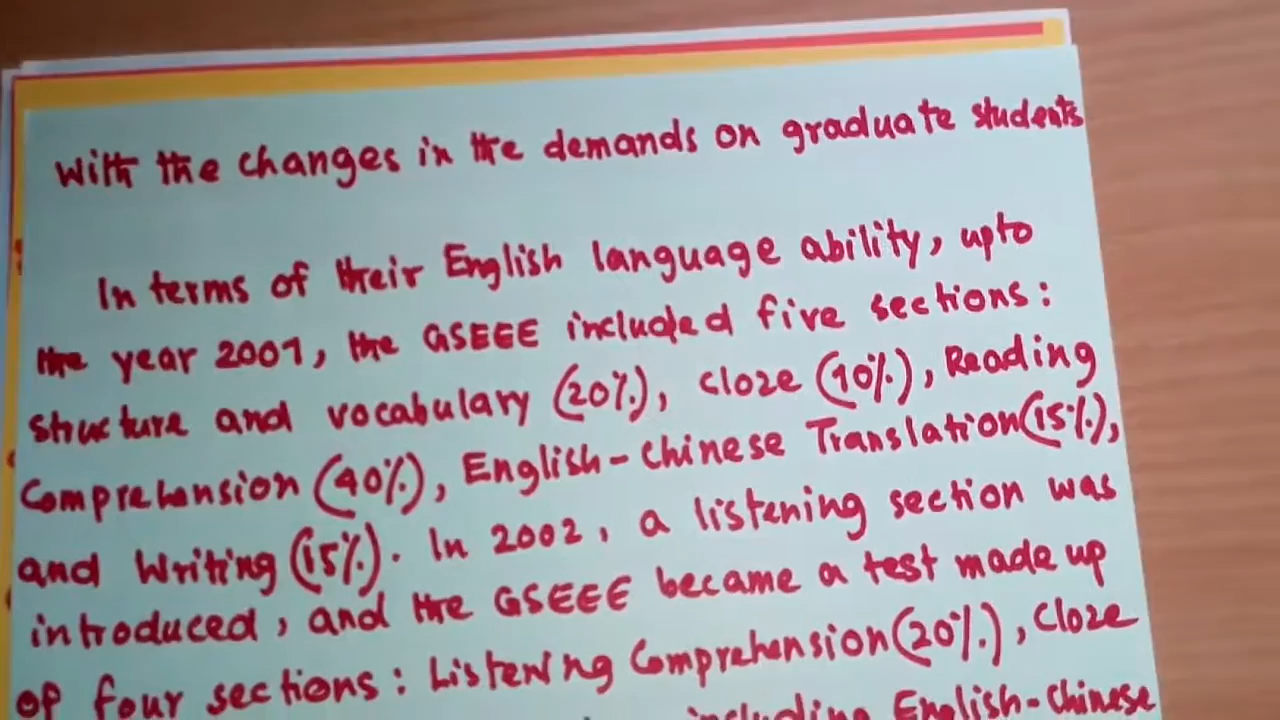 With the changes in the demands on graduate students
In terms of their English language ability, upto
the year 2001, the GSEEE included five sections:
structure and vocabulary (20%), cloze (10%), Reading
Comprehension (40%), English-Chinese Translation (15%),
and Writing (15%). In 2002, a listening section was
introduced, and the GSEEE became a test made up
of four sections: Listening Comprehension (20%), Cloze
including English-Chinese